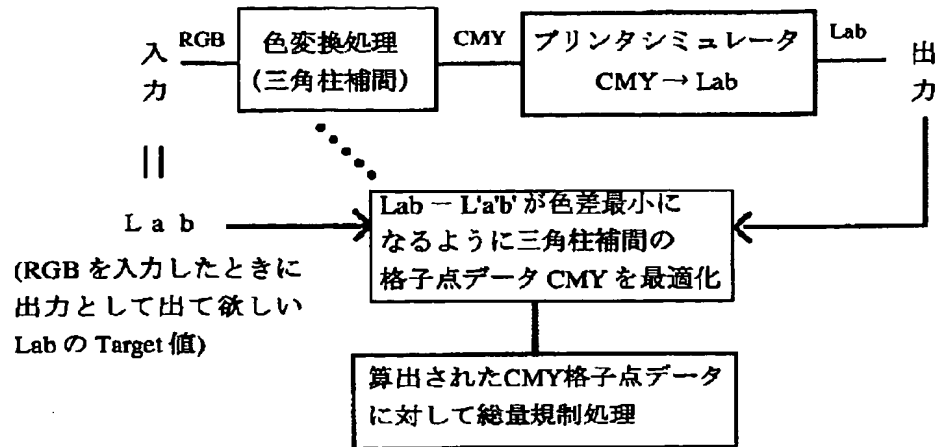 入力
RGB
色変換処理
(三角柱補間)
CMY
プリンタシミュレータ
CMY → Lab
Lab
出力
||
Lab
(RGB を入力したときに
出力として出て欲しい
Lab の Target 値)
Lab － L'a'b' が色差最小に
なるように三角柱補間の
格子点データ CMY を最適化
算出されたCMY格子点データ
に対して総量規制処理